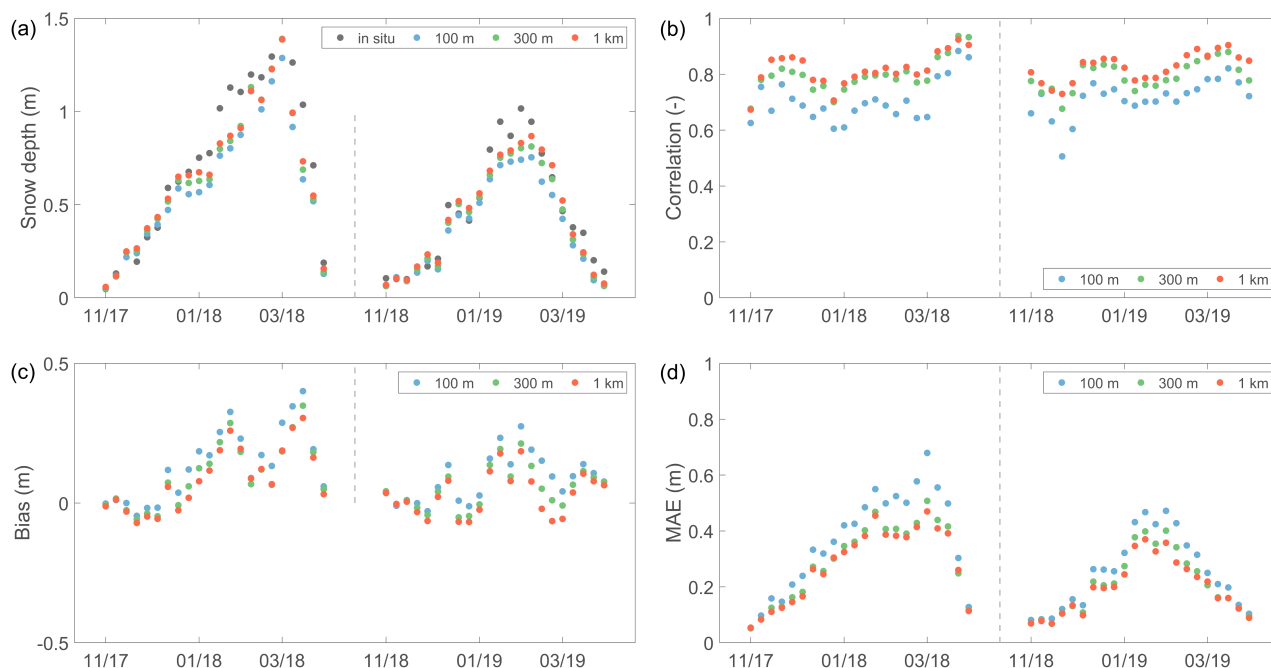 (a)
Snow depth (m)
1.5
1
0.5
0
in situ 100 m 300 m 1 km
11/17 01/18 03/18 11/18 01/19 03/19
(b)
Correlation (-)
1
0.8
0.6
0.4
0.2
0
100 m 300 m 1 km
11/17 01/18 03/18 11/18 01/19 03/19
(c)
Bias (m)
0.5
0
-0.5
100 m 300 m 1 km
11/17 01/18 03/18 11/18 01/19 03/19
(d)
MAE (m)
1
0.8
0.6
0.4
0.2
0
100 m 300 m 1 km
11/17 01/18 03/18 11/18 01/19 03/19